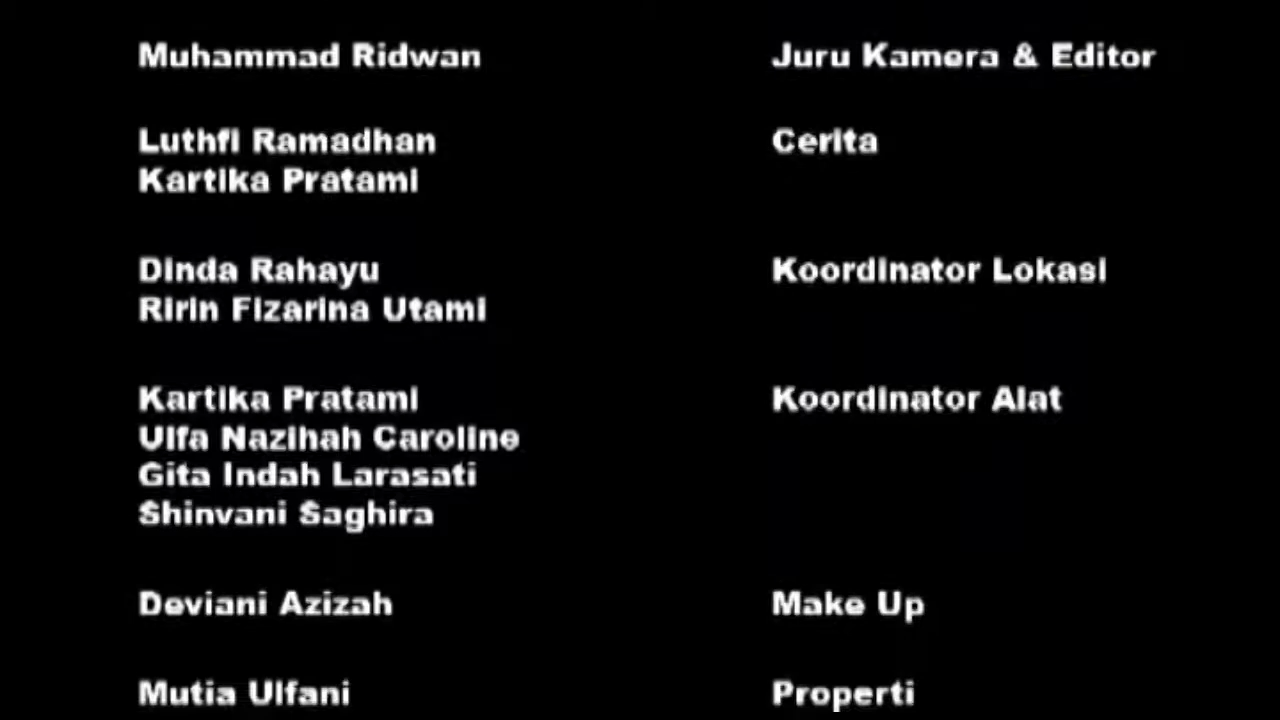 Muhammad Ridwan Juru Kamera & Editor
Luthfi Ramadhan Cerita
Kartika Pratami
Dinda Rahayu Koordinator Lokasi
Ririn Fizarina Utami
Kartika Pratami Koordinator Alat
Ulfa Nazihah Caroline
Gita Indah Larasati
Shinvani Saghira
Deviani Azizah Make Up
Mutia Ulfani Properti